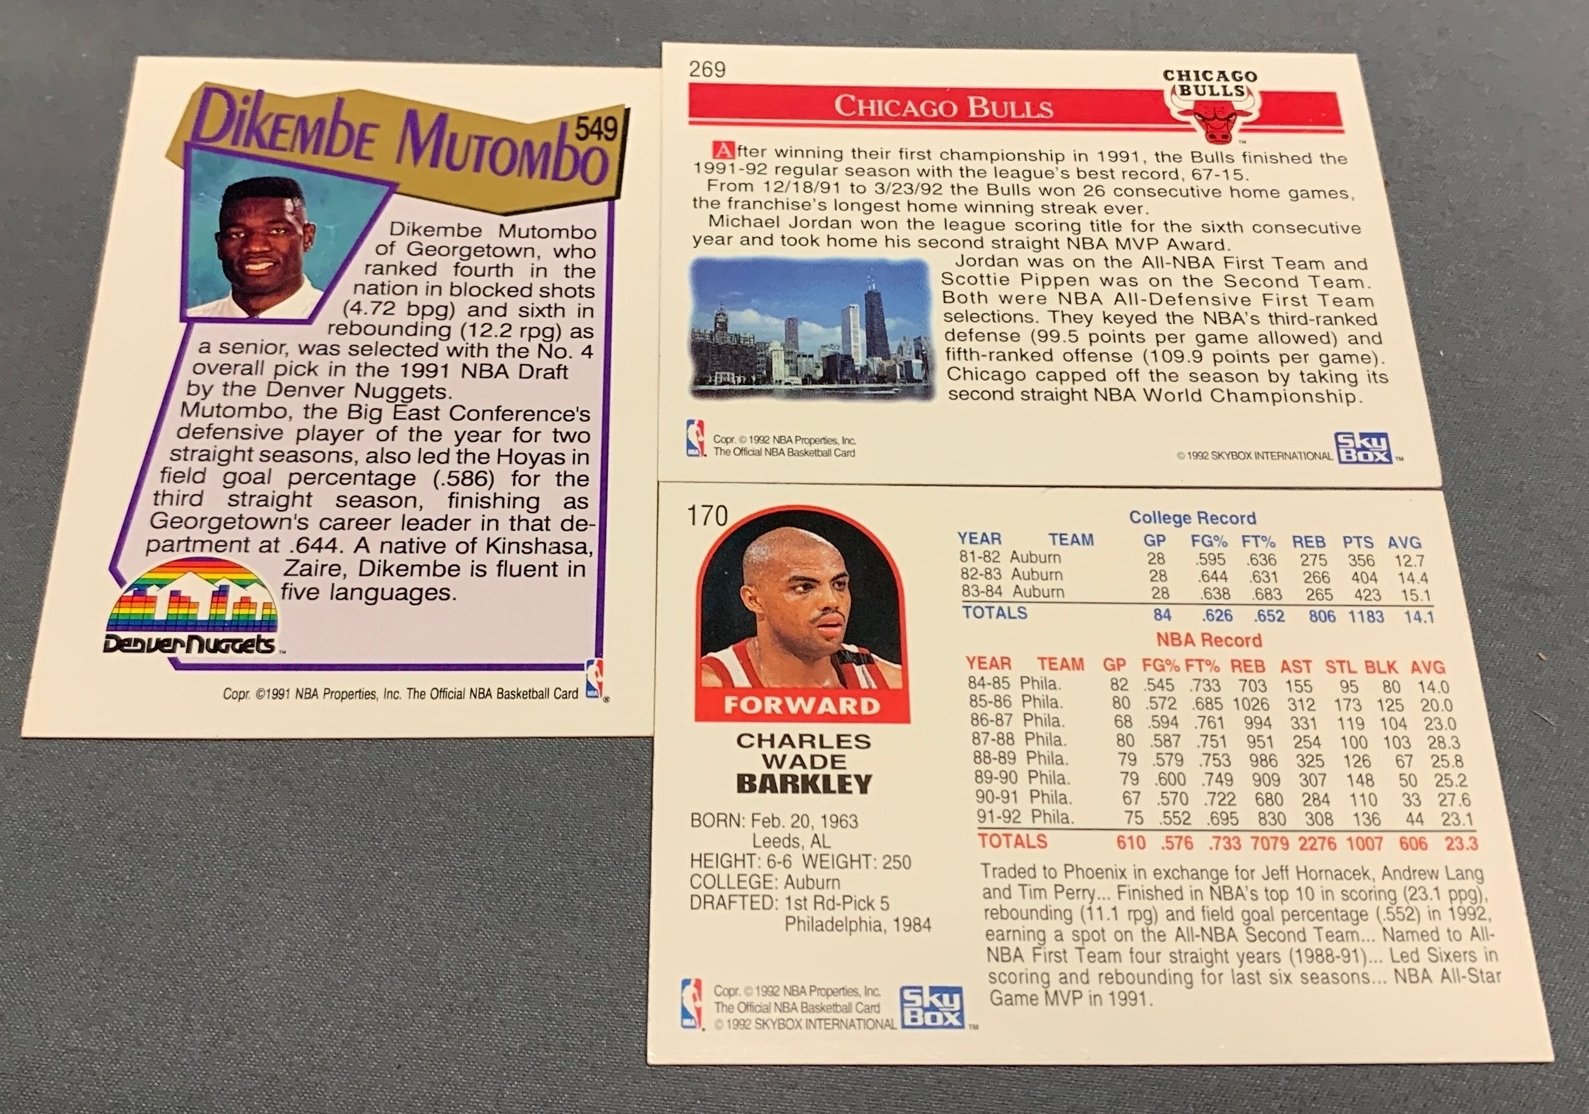 549
Dikembe Mutombo
Dikembe Mutombo
of Georgetown, who
ranked fourth in the
nation in blocked shots
(4.72 bpg) and sixth in
rebounding (12.2 rpg) as
a senior, was selected with the No. 4
overall pick in the 1991 NBA Draft
by the Denver Nuggets.
Mutombo, the Big East Conference's
defensive player of the year for two
straight seasons, also led the Hoyas in
field goal percentage (.586) for the
third straight season, finishing as
Georgetown's career leader in that de-
partment at .644. A native of Kinshasa,
Zaire, Dikembe is fluent in
five languages.
Denver Nuggets™
Copr. ©1991 NBA Properties, Inc. The Official NBA Basketball Card
269
CHICAGO BULLS
CHICAGO
BULLS
After winning their first championship in 1991, the Bulls finished the
1991-92 regular season with the league's best record, 67-15.
From 12/18/91 to 3/23/92 the Bulls won 26 consecutive home games,
the franchise's longest home winning streak ever.
Michael Jordan won the league scoring title for the sixth consecutive
year and took home his second straight NBA MVP Award.
Jordan was on the All-NBA First Team and
Scottie Pippen was on the Second Team.
Both were NBA All-Defensive First Team
selections. They keyed the NBA's third-ranked
defense (99.5 points per game allowed) and
fifth-ranked offense (109.9 points per game).
Chicago capped off the season by taking its
second straight NBA World Championship.
Copr. © 1992 NBA Properties, Inc.
The Official NBA Basketball Card
© 1992 SKYBOX INTERNATIONAL
SkyBox™
170
FORWARD
CHARLES
WADE
BARKLEY
BORN: Feb. 20, 1963
Leeds, AL
HEIGHT: 6-6 WEIGHT: 250
COLLEGE: Auburn
DRAFTED: 1st Rd-Pick 5
Philadelphia, 1984
Copr. © 1992 NBA Properties, Inc.
The Official NBA Basketball Card
© 1992 SKYBOX INTERNATIONAL
SkyBox™
College Record
YEAR TEAM GP FG% FT% REB PTS AVG
81-82 Auburn 28 .595 .636 275 356 12.7
82-83 Auburn 28 .644 .631 266 404 14.4
83-84 Auburn 28 .638 .683 265 423 15.1
TOTALS 84 .626 .652 806 1183 14.1
NBA Record
YEAR TEAM GP FG% FT% REB AST STL BLK AVG
84-85 Phila. 82 .545 .733 703 155 95 80 14.0
85-86 Phila. 80 .572 .685 1026 312 173 125 20.0
86-87 Phila. 68 .594 .761 994 331 119 104 23.0
87-88 Phila. 80 .587 .751 951 254 100 103 28.3
88-89 Phila. 79 .579 .753 986 325 126 67 25.8
89-90 Phila. 79 .600 .749 909 307 148 50 25.2
90-91 Phila. 67 .570 .722 680 284 110 33 27.6
91-92 Phila. 75 .552 .695 830 308 136 44 23.1
TOTALS 610 .576 .733 7079 2276 1007 606 23.3
Traded to Phoenix in exchange for Jeff Hornacek, Andrew Lang
and Tim Perry... Finished in NBA's top 10 in scoring (23.1 ppg),
rebounding (11.1 rpg) and field goal percentage (.552) in 1992,
earning a spot on the All-NBA Second Team... Named to All-
NBA First Team four straight years (1988-91)... Led Sixers in
scoring and rebounding for last six seasons... NBA All-Star
Game MVP in 1991.